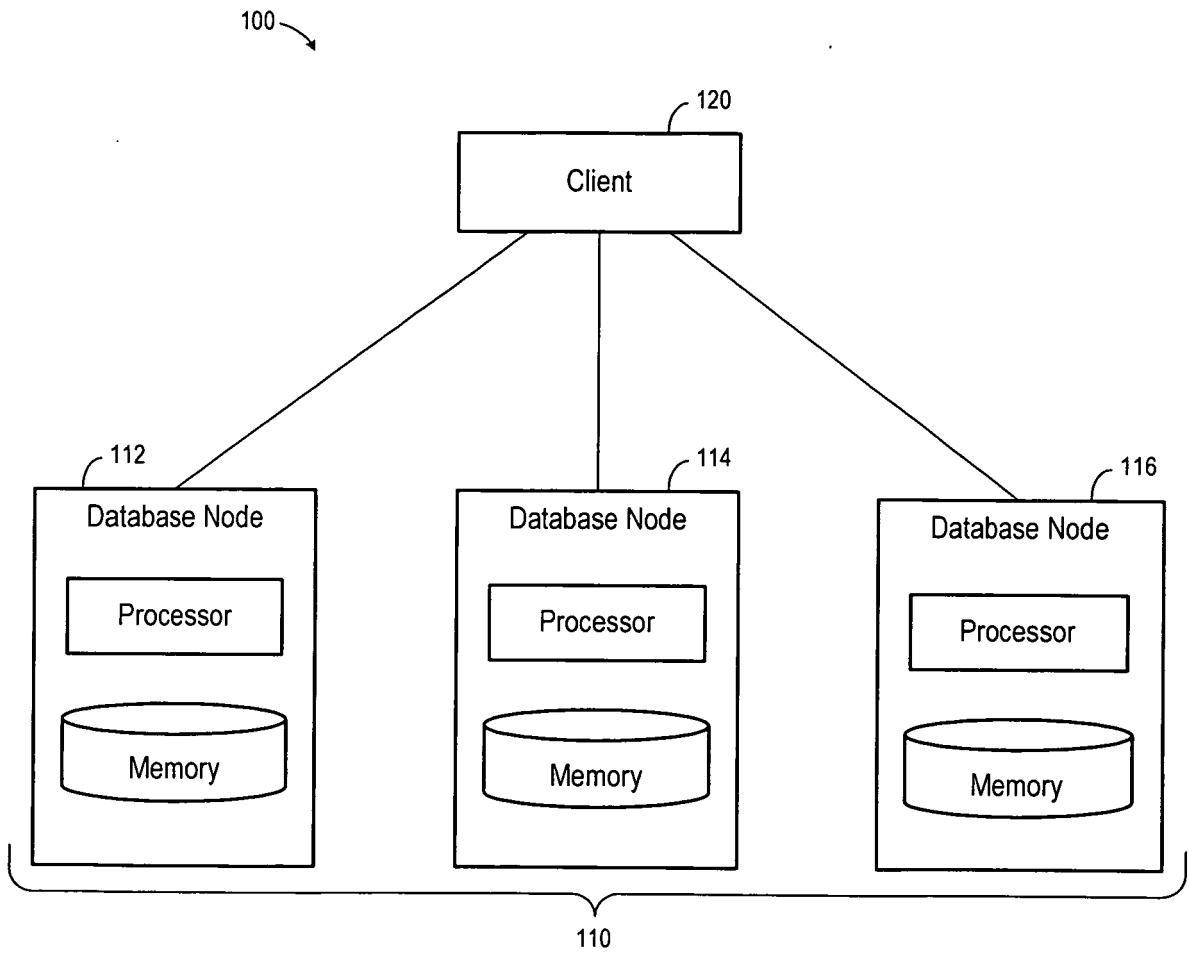 100
120
Client
112
114
116
Database Node
Database Node
Database Node
Processor
Processor
Processor
Memory
Memory
Memory
110